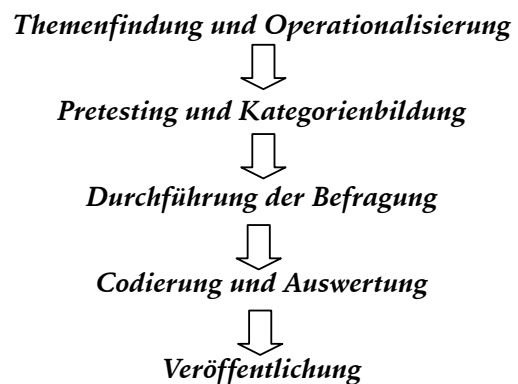 Themenfindung und Operationalisierung
Pretesting und Kategorienbildung
Durchführung der Befragung
Codierung und Auswertung
Veröffentlichung